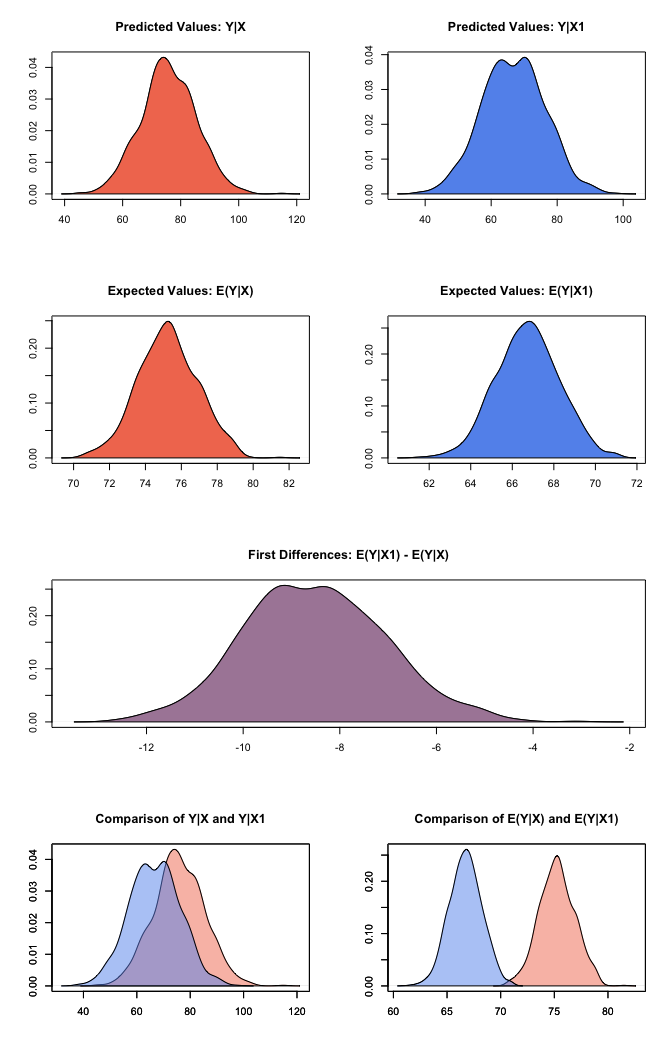 Predicted Values: Y|X
0.00 0.01 0.02 0.03 0.04
40 60 80 100 120
Predicted Values: Y|X1
0.00 0.01 0.02 0.03 0.04
40 60 80 100
Expected Values: E(Y|X)
0.00 0.10 0.20
70 72 74 76 78 80 82
Expected Values: E(Y|X1)
0.00 0.10 0.20
62 64 66 68 70 72
First Differences: E(Y|X1) - E(Y|X)
0.00 0.10 0.20
-12 -10 -8 -6 -4 -2
Comparison of Y|X and Y|X1
0.00 0.01 0.02 0.03 0.04
40 60 80 100 120
Comparison of E(Y|X) and E(Y|X1)
0.00 0.10 0.20
60 65 70 75 80